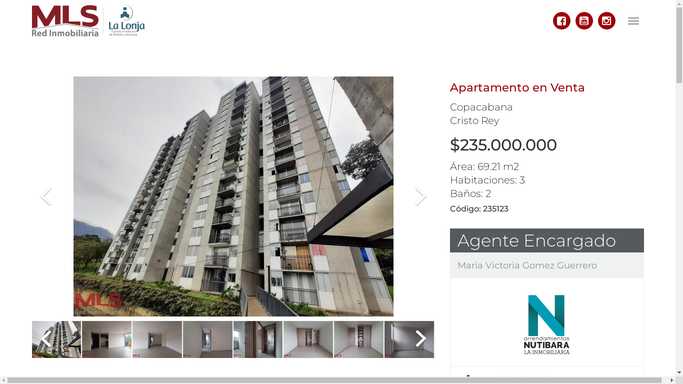 MLS
Red Inmobiliaria
La Lonja
Apartamento en Venta
Copacabana
Cristo Rey
$235.000.000
Área: 69.21 m2
Habitaciones: 3
Baños: 2
Código: 235123
MLS
Agente Encargado
Maria Victoria Gomez Guerrero
N
arrendamientos
NUTIBARA
LA INMOBILIARIA